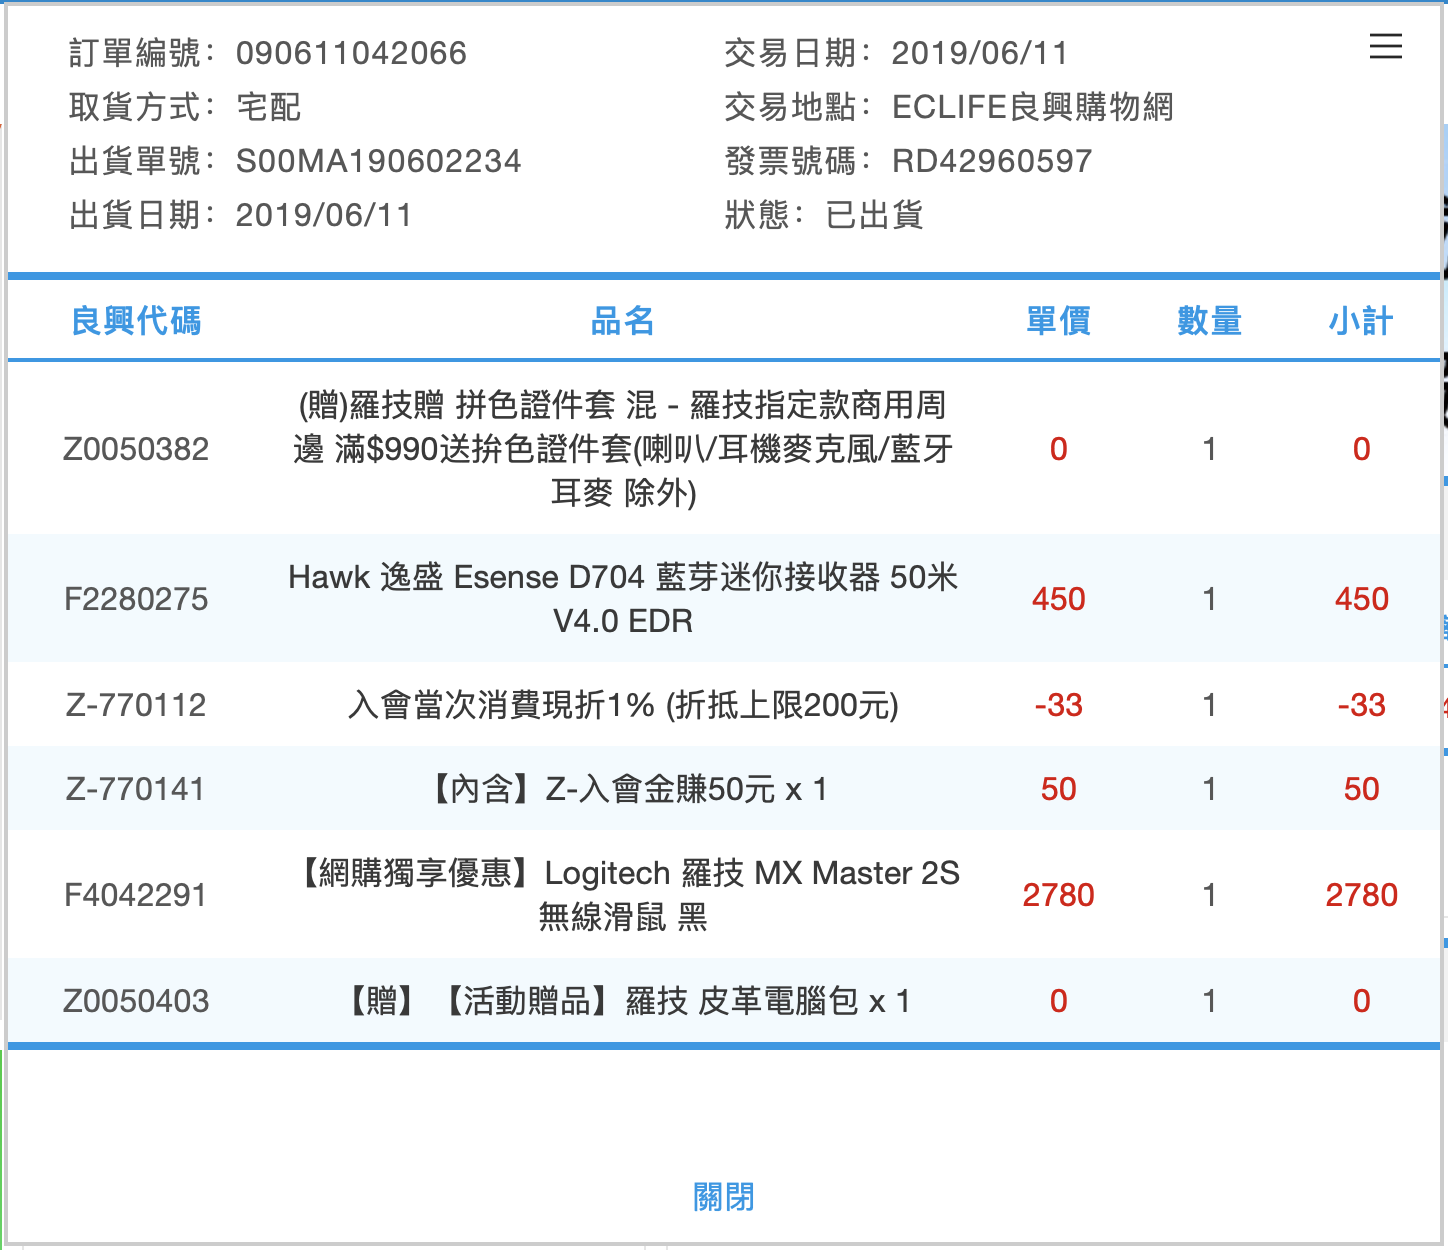 訂單編號：090611042066
交易日期：2019/06/11
取貨方式：宅配
交易地點：ECLIFE良興購物網
出貨單號：S00MA190602234
發票號碼：RD42960597
出貨日期：2019/06/11
狀態：已出貨
良興代碼 品名 單價 數量 小計
(贈)羅技贈 拼色證件套 混 - 羅技指定款商用周
Z0050382 邊 滿$990送拚色證件套(喇叭/耳機麥克風/藍牙 0 1 0
耳麥 除外)
Hawk 逸盛 Esense D704 藍芽迷你接收器 50米
F2280275 450 1 450
V4.0 EDR
Z-770112 入會當次消費現折1% (折抵上限200元) -33 1 -33
Z-770141 【內含】Z-入會金賺50元 x 1 50 1 50
【網購獨享優惠】Logitech 羅技 MX Master 2S
F4042291 2780 1 2780
無線滑鼠 黑
Z0050403 【贈】【活動贈品】羅技 皮革電腦包 x 1 0 1 0
關閉